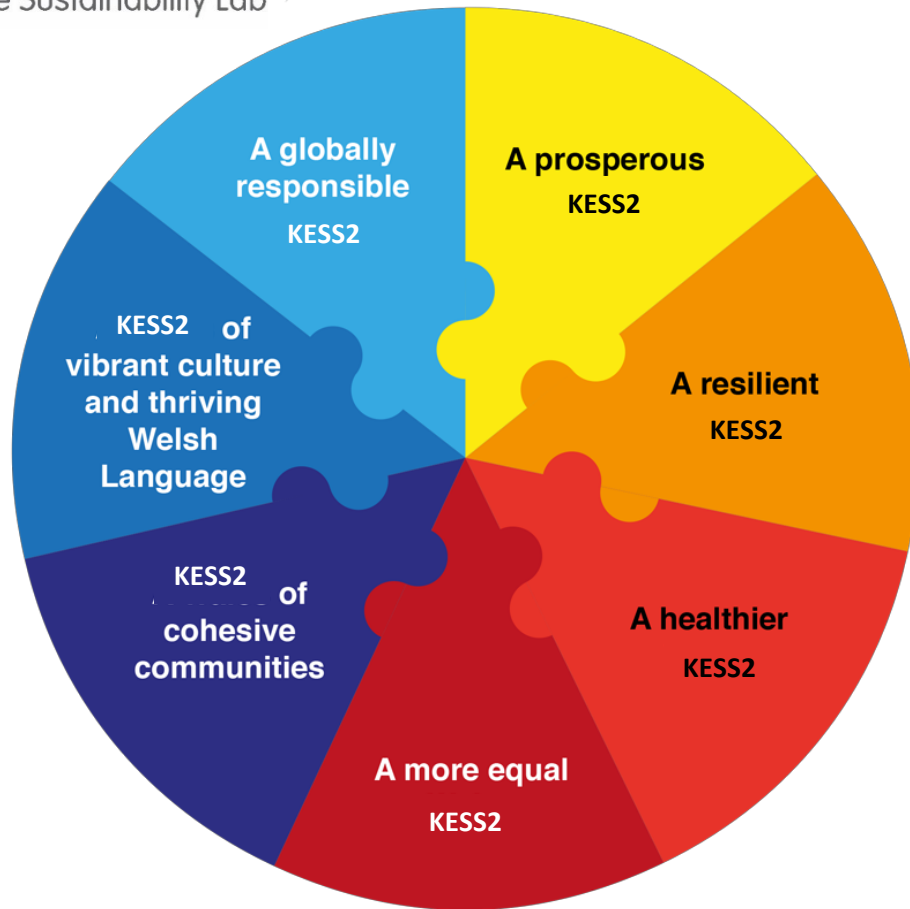 Sustainability Lab
A prosperous
KESS2
A resilient
KESS2
A healthier
KESS2
A more equal
KESS2
KESS2 of
cohesive
communities
KESS2 of
vibrant culture
and thriving
Welsh
Language
A globally
responsible
KESS2